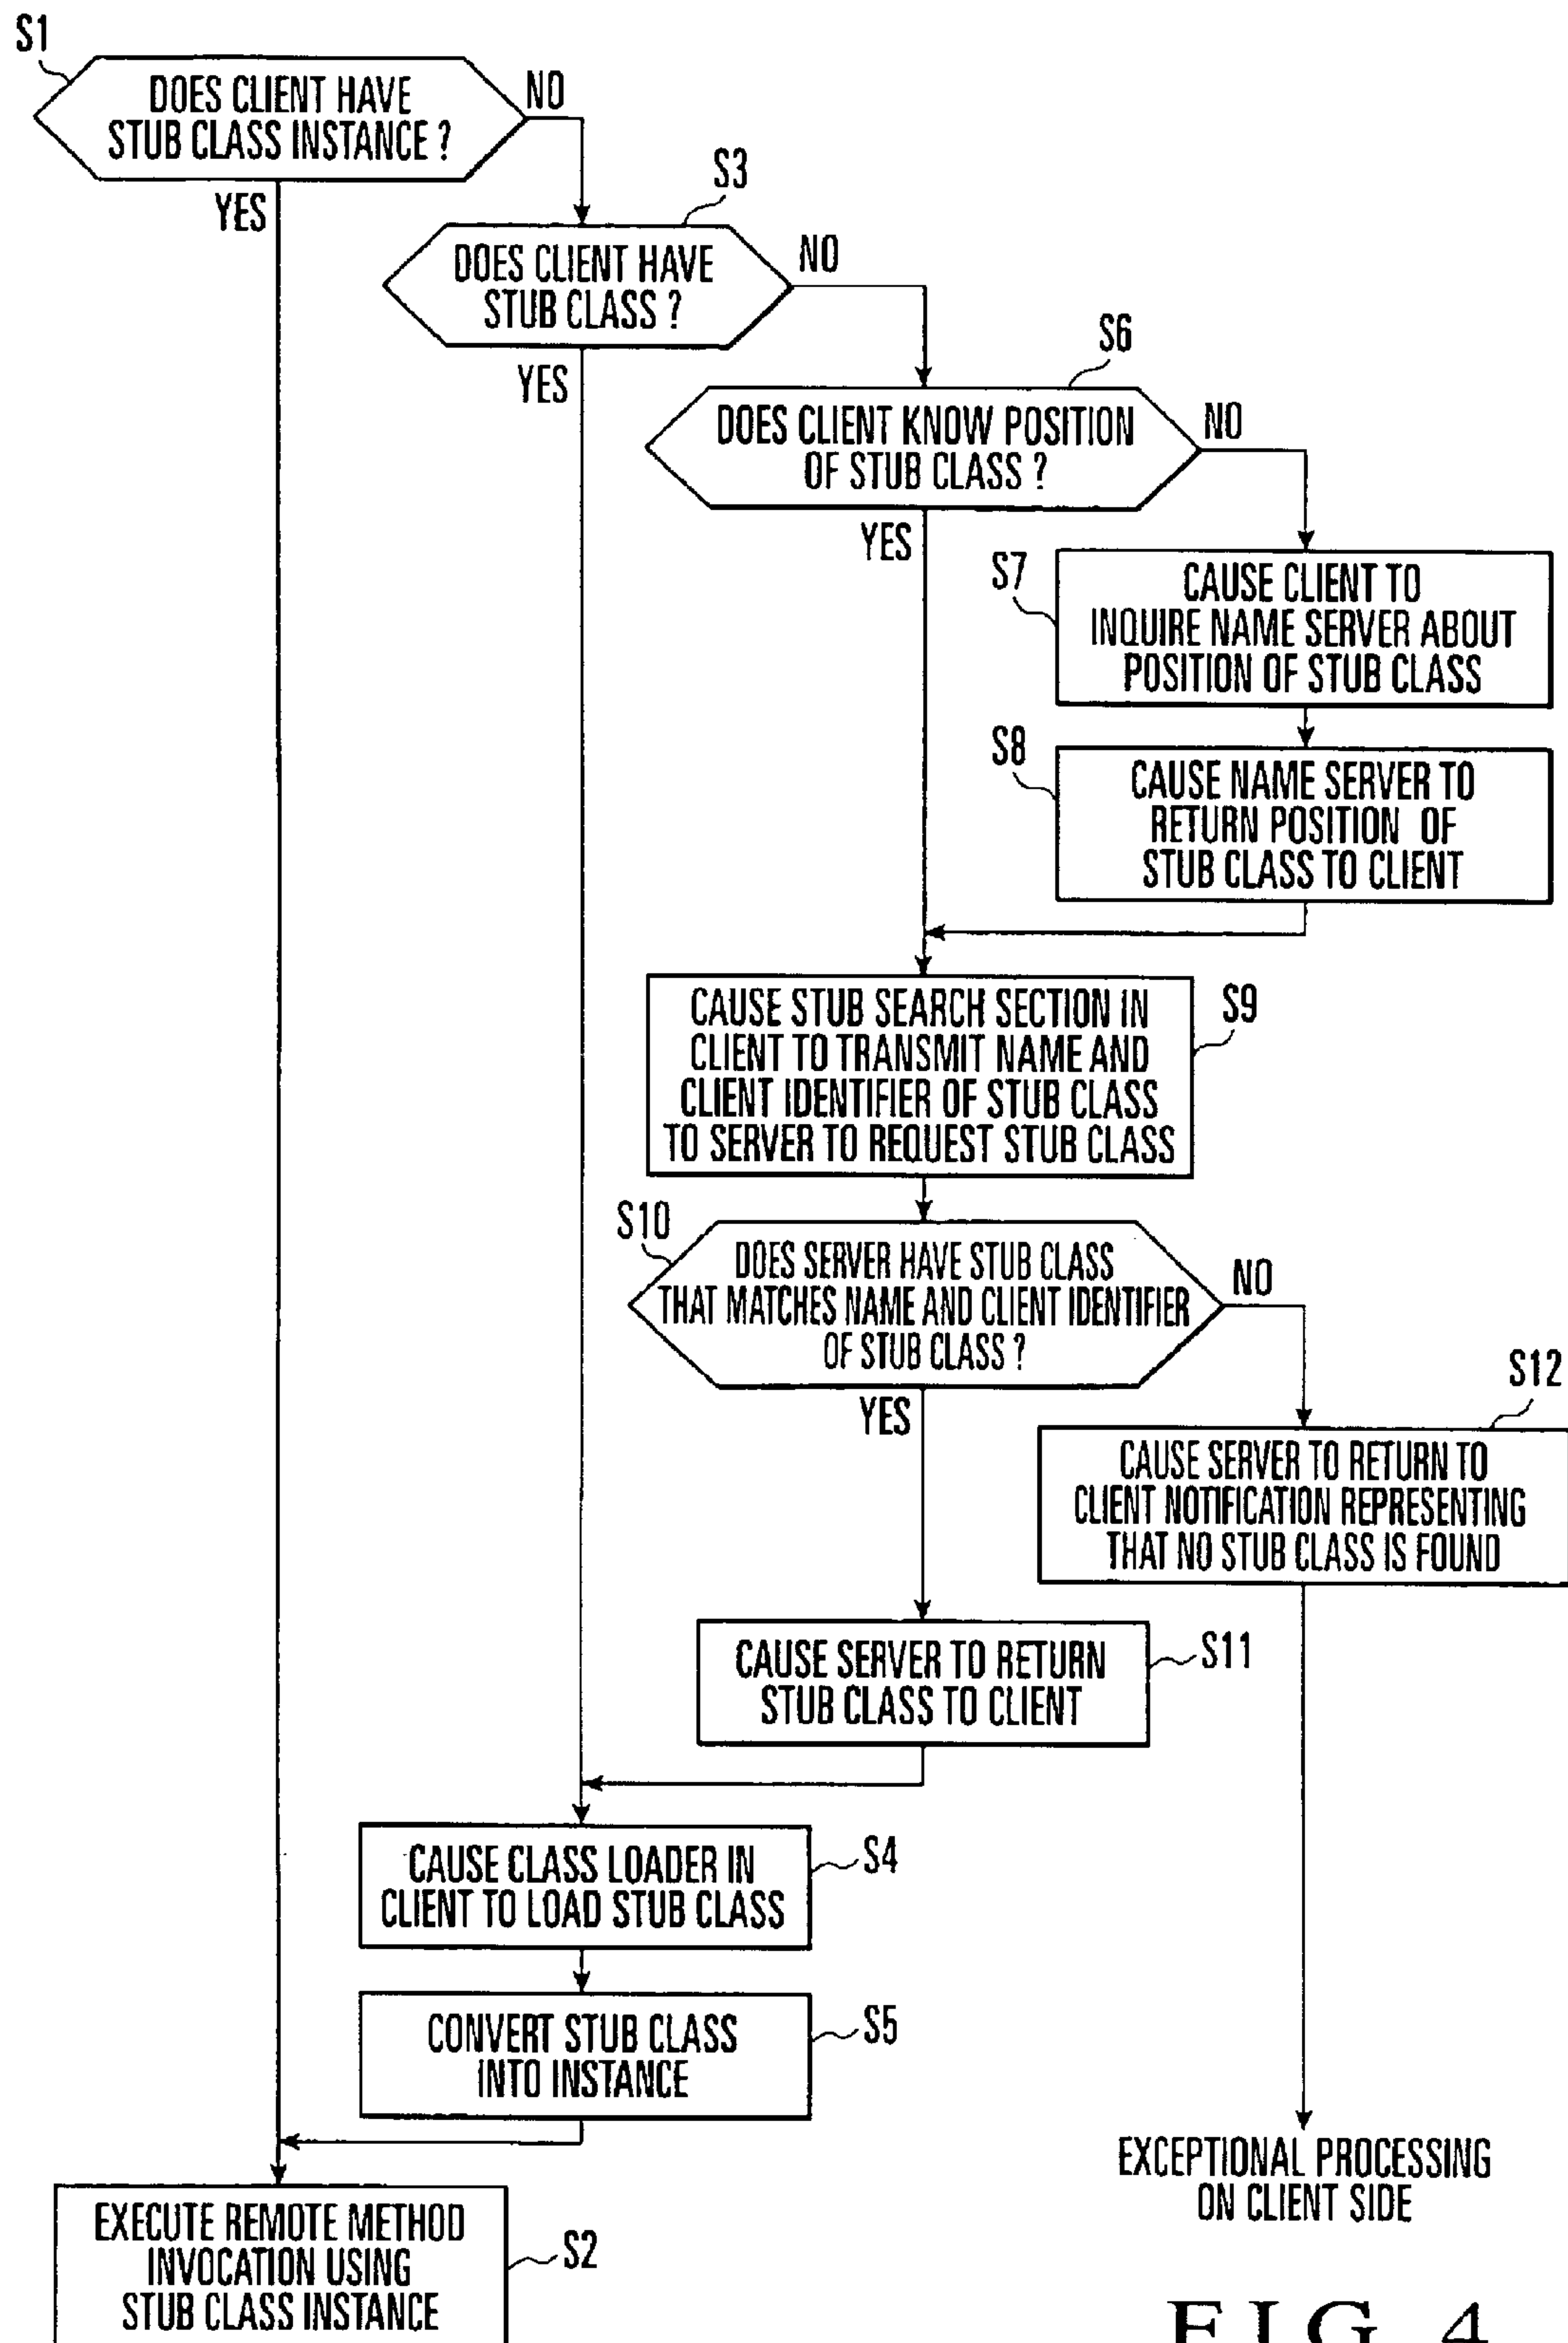 S1
DOES CLIENT HAVE
STUB CLASS INSTANCE ?
NO
YES
S3
DOES CLIENT HAVE
STUB CLASS ?
NO
YES
S6
DOES CLIENT KNOW POSITION
OF STUB CLASS ?
NO
YES
S7
CAUSE CLIENT TO
INQUIRE NAME SERVER ABOUT
POSITION OF STUB CLASS
S8
CAUSE NAME SERVER TO
RETURN POSITION OF
STUB CLASS TO CLIENT
CAUSE STUB SEARCH SECTION IN
CLIENT TO TRANSMIT NAME AND
CLIENT IDENTIFIER OF STUB CLASS
TO SERVER TO REQUEST STUB CLASS
S9
S10
DOES SERVER HAVE STUB CLASS
THAT MATCHES NAME AND CLIENT IDENTIFIER
OF STUB CLASS ?
NO
YES
S12
CAUSE SERVER TO RETURN TO
CLIENT NOTIFICATION REPRESENTING
THAT NO STUB CLASS IS FOUND
CAUSE SERVER TO RETURN
STUB CLASS TO CLIENT
S11
CAUSE CLASS LOADER IN
CLIENT TO LOAD STUB CLASS
S4
CONVERT STUB CLASS
INTO INSTANCE
S5
EXCEPTIONAL PROCESSING
ON CLIENT SIDE
EXECUTE REMOTE METHOD
INVOCATION USING
STUB CLASS INSTANCE
S2
FIG. 4